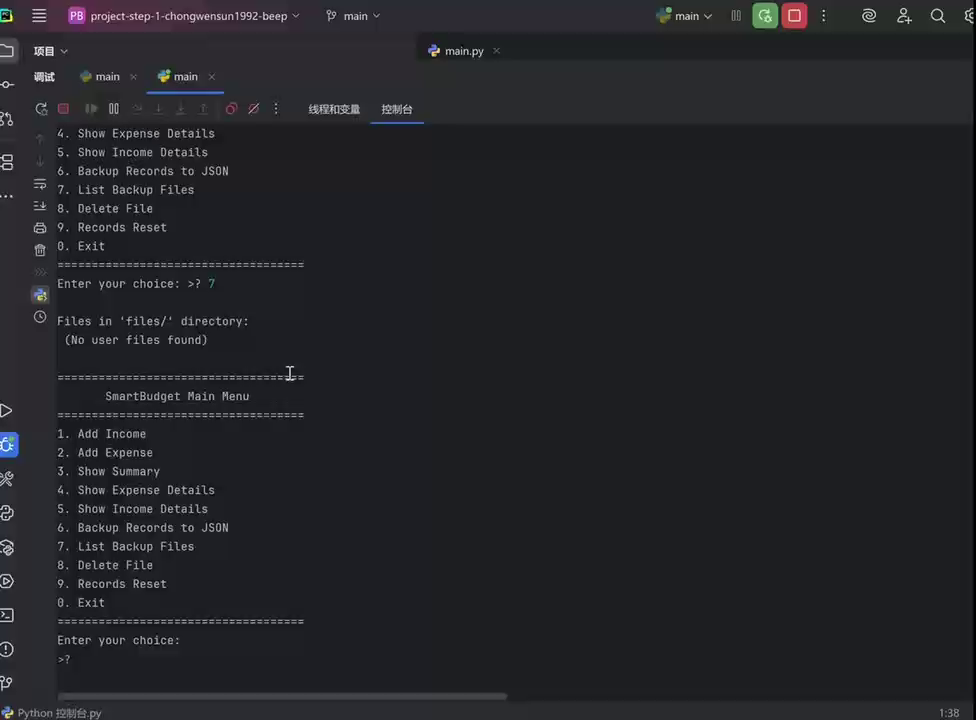 PB project-step-1-chongwensun1992-beep main main
项目 main.py
调试 main main
线程和变量 控制台
4. Show Expense Details
5. Show Income Details
6. Backup Records to JSON
7. List Backup Files
8. Delete File
9. Records Reset
0. Exit
====================================
Enter your choice: >? 7
Files in 'files/' directory:
(No user files found)
====================================
SmartBudget Main Menu
====================================
1. Add Income
2. Add Expense
3. Show Summary
4. Show Expense Details
5. Show Income Details
6. Backup Records to JSON
7. List Backup Files
8. Delete File
9. Records Reset
0. Exit
====================================
Enter your choice:
>?
Python 控制台.py 1:38